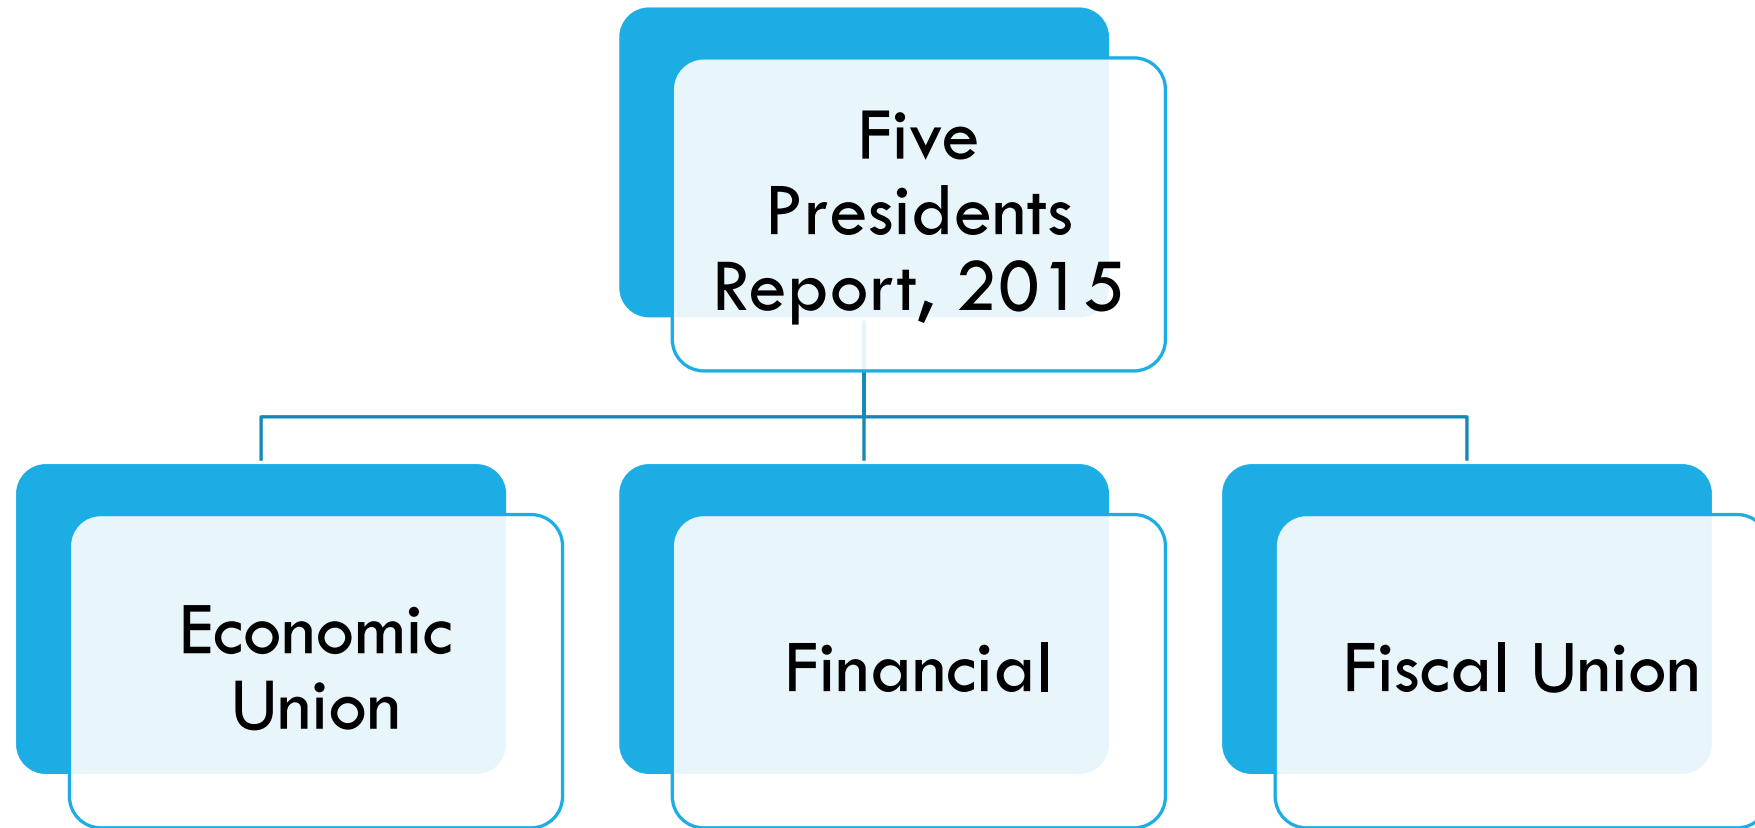 Five
Presidents
Report, 2015
Economic
Union
Financial
Fiscal Union